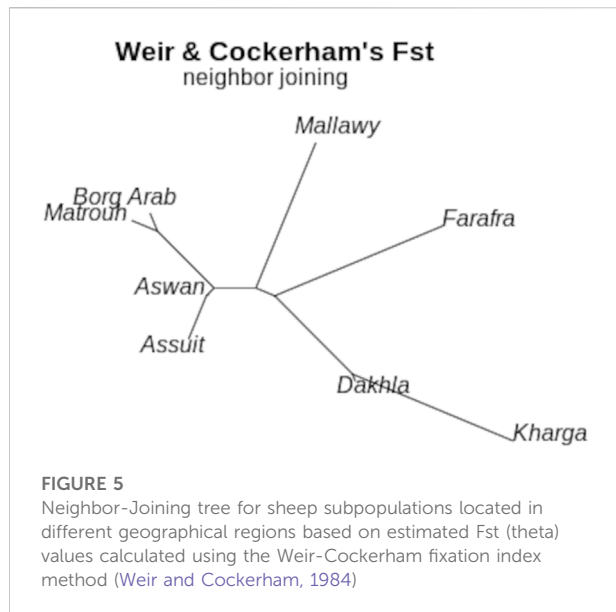 Weir & Cockerham's Fst
neighbor joining
Mallawy
Borg Arab
Matrouh
Farafra
Aswan
Assuit
Dakhla
Kharga
FIGURE 5
Neighbor-Joining tree for sheep subpopulations located in
different geographical regions based on estimated Fst (theta)
values calculated using the Weir-Cockerham fixation index
method (Weir and Cockerham, 1984)